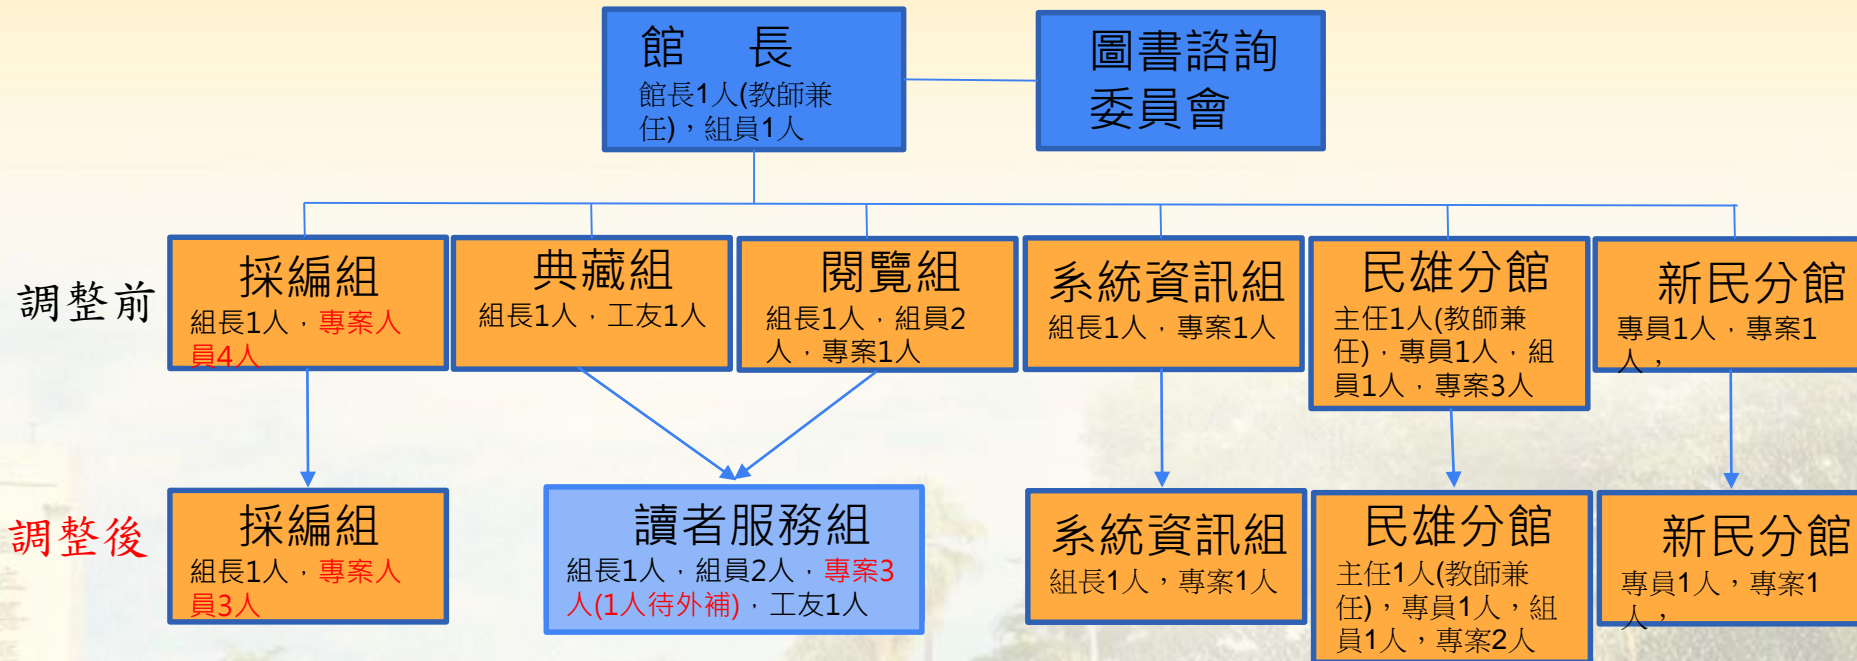 館 長
館長1人(教師兼
任)，組員1人
圖書諮詢
委員會
調整前
採編組
組長1人，專案人
員4人
典藏組
組長1人，工友1人
閱覽組
組長1人，組員2
人，專案1人
系統資訊組
組長1人，專案1人
民雄分館
主任1人(教師兼
任)，專員1人，組
員1人，專案3人
新民分館
專員1人，專案1
人，
調整後
採編組
組長1人，專案人
員3人
讀者服務組
組長1人，組員2人，專案3
人(1人待外補)，工友1人
系統資訊組
組長1人，專案1人
民雄分館
主任1人(教師兼
任)，專員1人，組
員1人，專案2人
新民分館
專員1人，專案1
人，